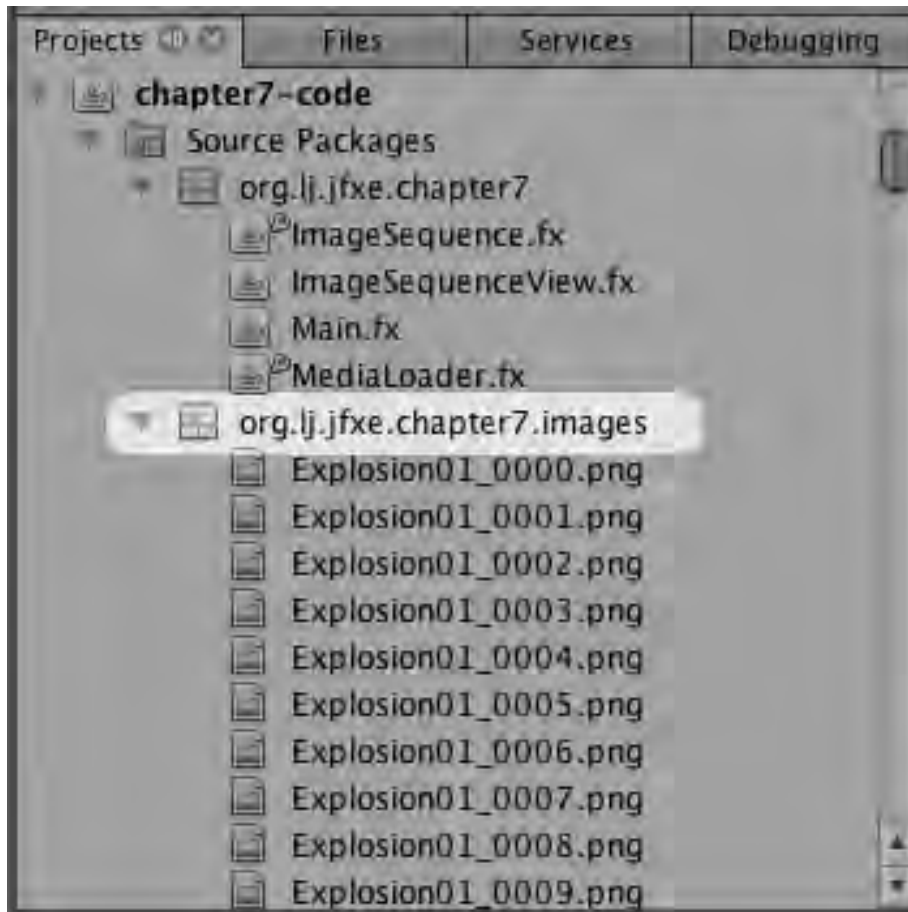 Projects Files Services Debugging
chapter7-code
Source Packages
org.lj.jfxe.chapter7
ImageSequence.fx
ImageSequenceView.fx
Main.fx
MediaLoader.fx
org.lj.jfxe.chapter7.images
Explosion01_0000.png
Explosion01_0001.png
Explosion01_0002.png
Explosion01_0003.png
Explosion01_0004.png
Explosion01_0005.png
Explosion01_0006.png
Explosion01_0007.png
Explosion01_0008.png
Explosion01_0009.png